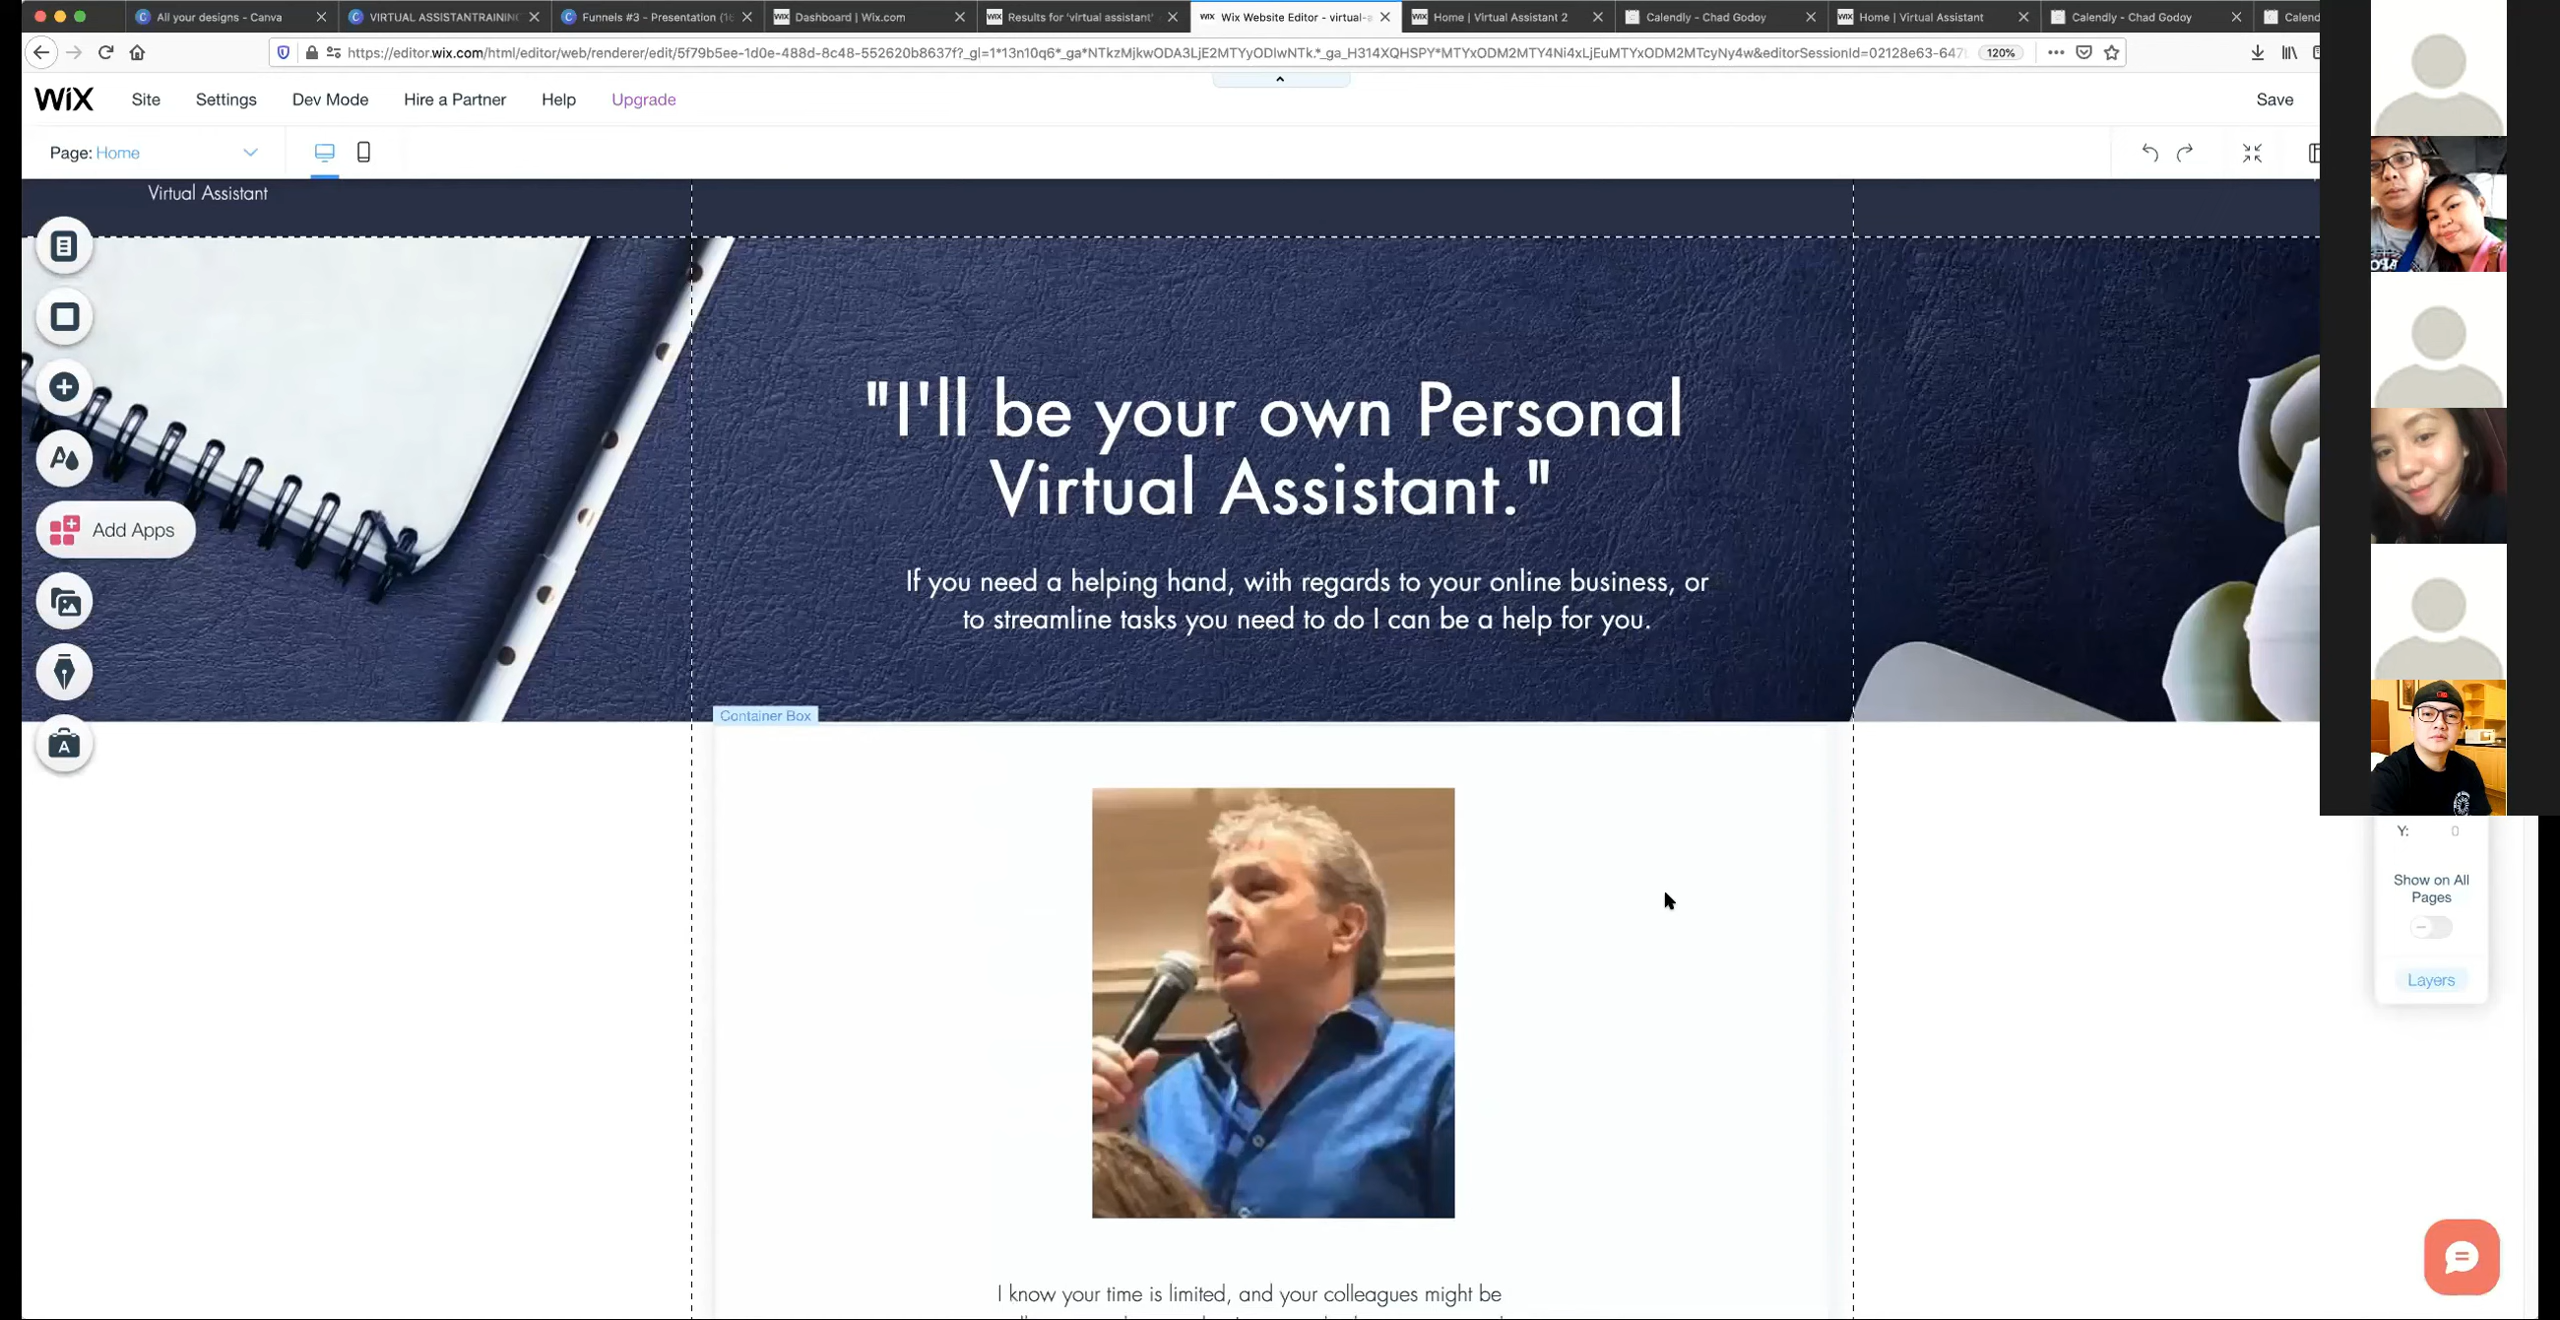 All your designs - Canva
VIRTUAL ASSISTANTRAINING
Funnels #3 - Presentation (16
Dashboard | Wix.com
Results for 'virtual assistant'
Wix Website Editor - virtual-a
Home | Virtual Assistant 2
Calendly - Chad Godoy
Home | Virtual Assistant
Calendly - Chad Godoy
Calend
120%
WiX
Site
Settings
Dev Mode
Hire a Partner
Help
Upgrade
Save
Page: Home
Virtual Assistant
"I'll be your own Personal
Virtual Assistant."
Add Apps
If you need a helping hand, with regards to your online business, or
to streamline tasks you need to do I can be a help for you.
Container Box
Y: 0
Show on All
Pages
Layers
I know your time is limited, and your colleagues might be